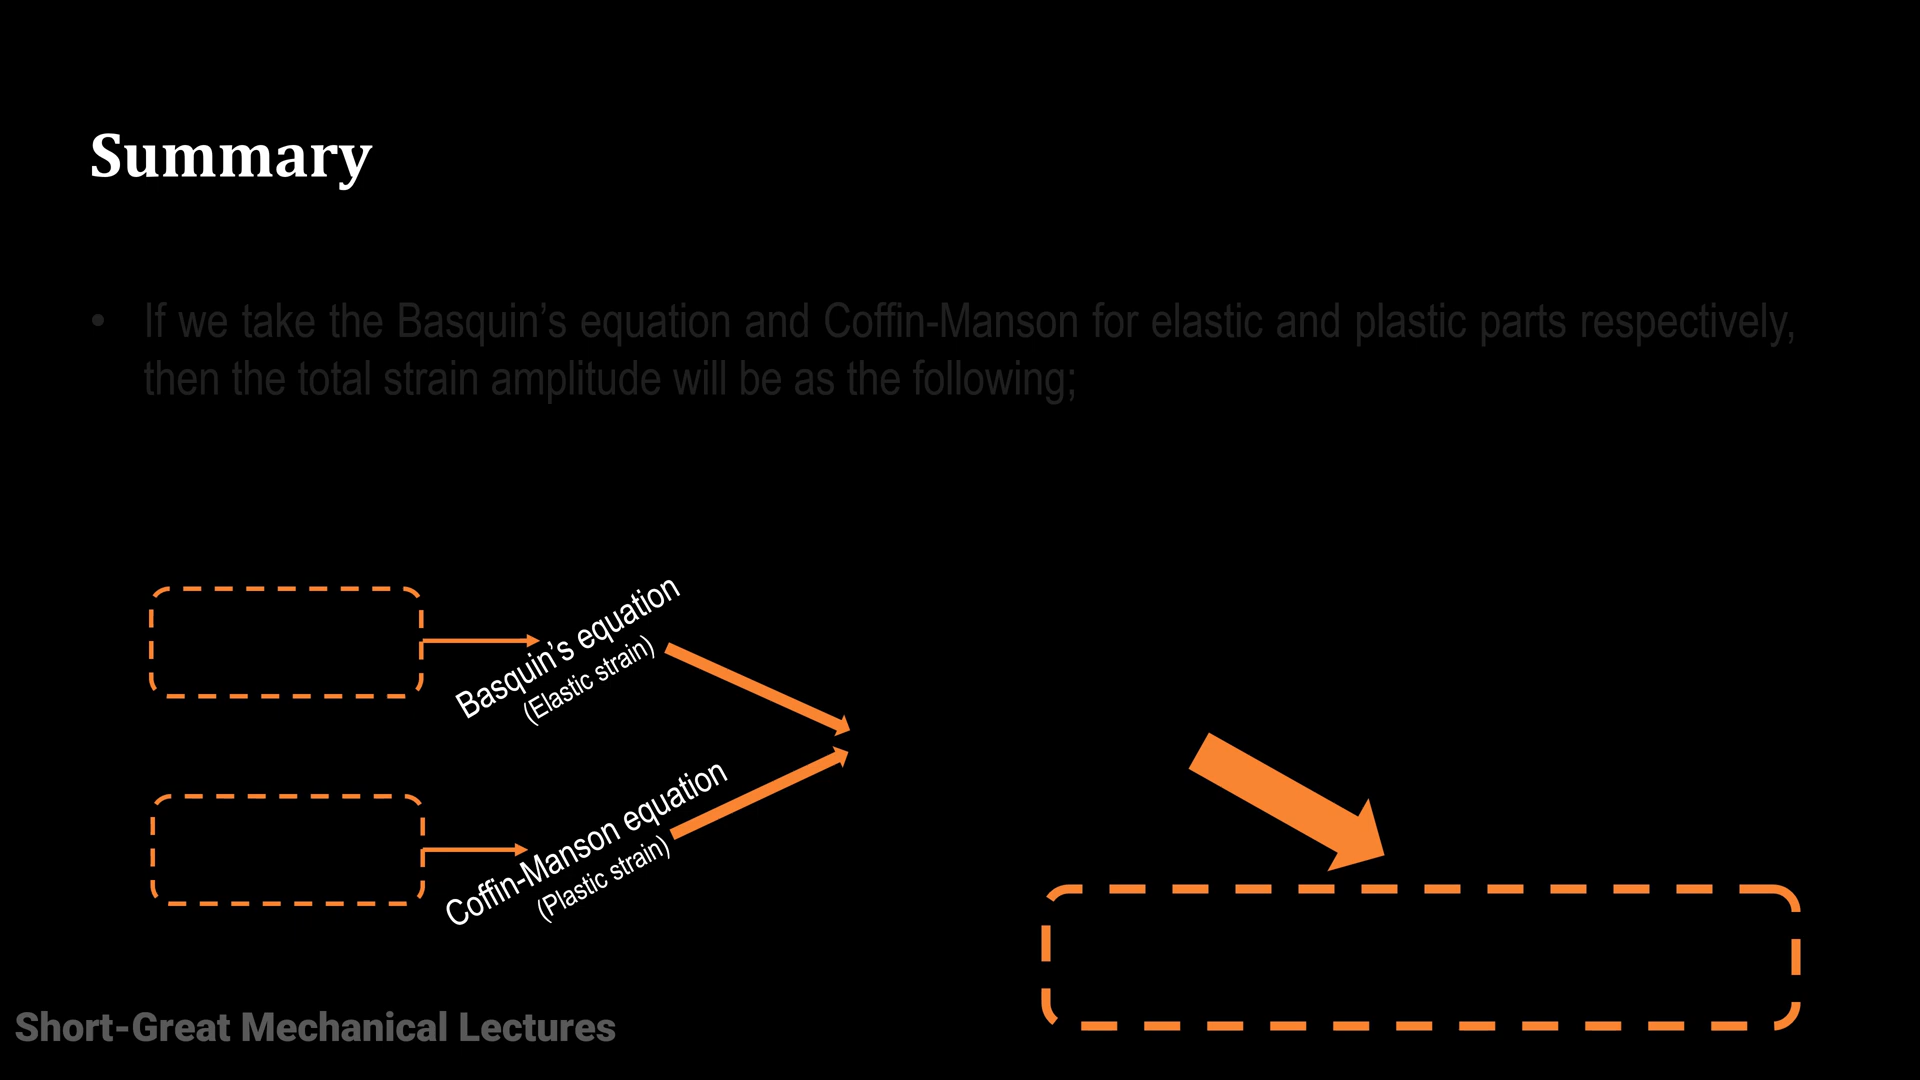 Summary
• If we take the Basquin’s equation and Coffin-Manson for elastic and plastic parts respectively,
then the total strain amplitude will be as the following;
Basquin’s equation
(Elastic strain)
Coffin-Manson equation
(Plastic strain)
Short-Great Mechanical Lectures